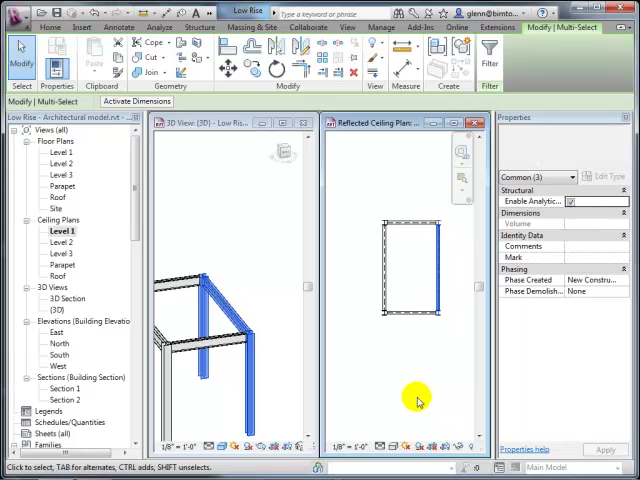 Low Rise
Type a keyword or phrase
glenn@bimto...
Home
Insert
Annotate
Analyze
Structure
Massing & Site
Collaborate
View
Manage
Add-Ins
Online
Extensions
Modify | Multi-Select
Modify
Properties
Paste
Cope
Cut
Join
Filter
Select
Properties
Clipboard
Geometry
Modify
View
Measure
Create
Filter
Modify | Multi-Select
Activate Dimensions
Low Rise - Architectural model.rvt - Pr...
Views (all)
Floor Plans
Level 1
Level 2
Level 3
Parapet
Roof
Site
Ceiling Plans
Level 1
Level 2
Level 3
Parapet
Roof
3D Views
3D Section
{3D}
Elevations (Building Elevatio
East
North
South
West
Sections (Building Section)
Section 1
Section 2
Legends
Schedules/Quantities
Sheets (all)
Families
3D View: {3D} - Low Ris...
1/8" = 1'-0"
Reflected Ceiling Plan: ...
1/8" = 1'-0"
Properties
Common (3)
Edit Type
Structural
Enable Analytic...
Dimensions
Volume
Identity Data
Comments
Mark
Phasing
Phase Created
New Constru...
Phase Demolish...
None
Properties help
Apply
Click to select, TAB for alternates, CTRL adds, SHIFT unselects.
:0
Main Model